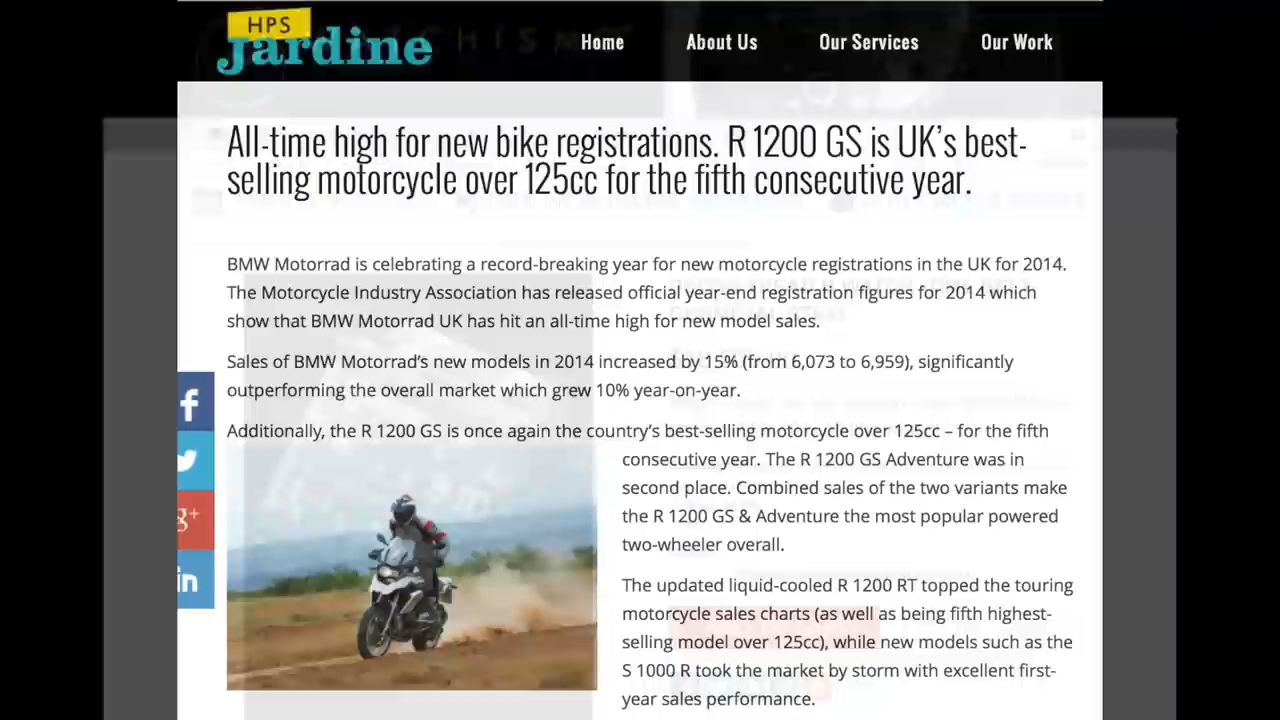 HPS
Jardine
Home About Us Our Services Our Work
All-time high for new bike registrations. R 1200 GS is UK's best-
selling motorcycle over 125cc for the fifth consecutive year.
BMW Motorrad is celebrating a record-breaking year for new motorcycle registrations in the UK for 2014.
The Motorcycle Industry Association has released official year-end registration figures for 2014 which
show that BMW Motorrad UK has hit an all-time high for new model sales.
Sales of BMW Motorrad's new models in 2014 increased by 15% (from 6,073 to 6,959), significantly
outperforming the overall market which grew 10% year-on-year.
Additionally, the R 1200 GS is once again the country's best-selling motorcycle over 125cc – for the fifth
consecutive year. The R 1200 GS Adventure was in
second place. Combined sales of the two variants make
the R 1200 GS & Adventure the most popular powered
two-wheeler overall.
The updated liquid-cooled R 1200 RT topped the touring
motorcycle sales charts (as well as being fifth highest-
selling model over 125cc), while new models such as the
S 1000 R took the market by storm with excellent first-
year sales performance.
f
g+
in